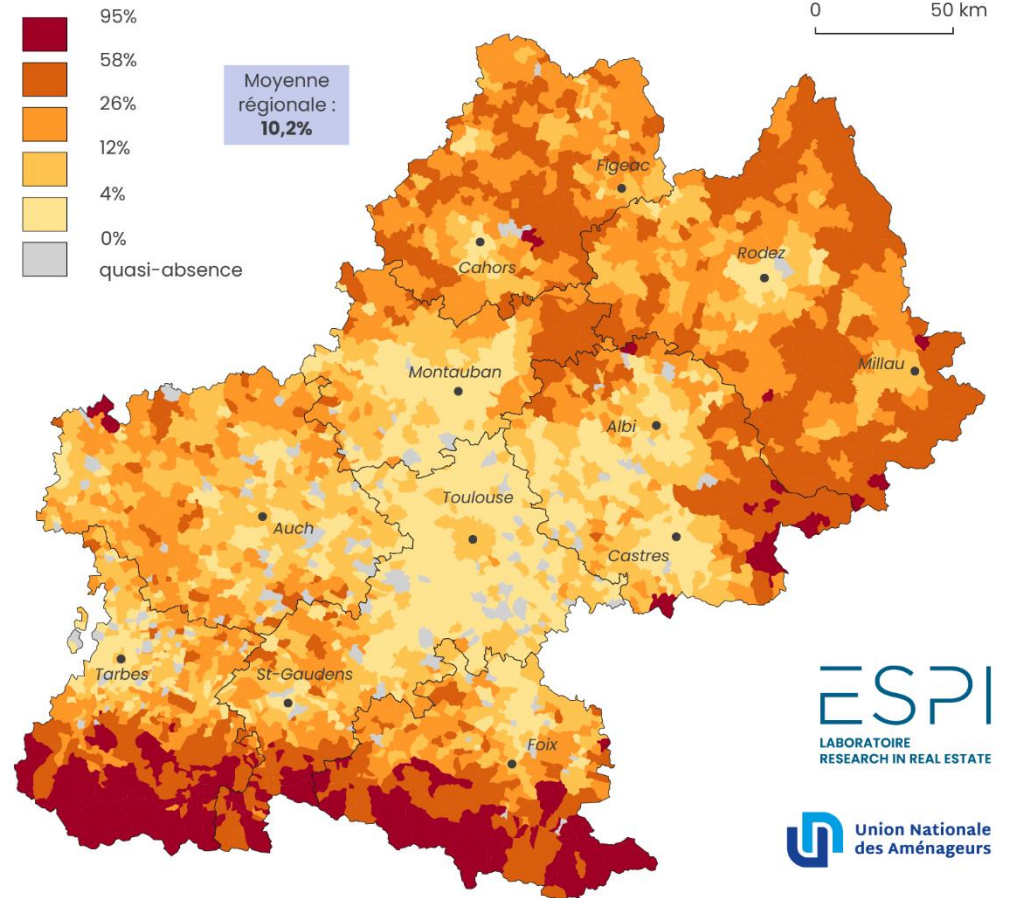 95%
58%
26%
12%
4%
0%
quasi-absence
Moyenne
régionale :
10,2%
0 50 km
Figeac
Cahors
Rodez
Millau
Montauban
Albi
Toulouse
Auch
Castres
Tarbes
St-Gaudens
Foix
ESPI
LABORATOIRE
RESEARCH IN REAL ESTATE
Union Nationale
des Aménageurs